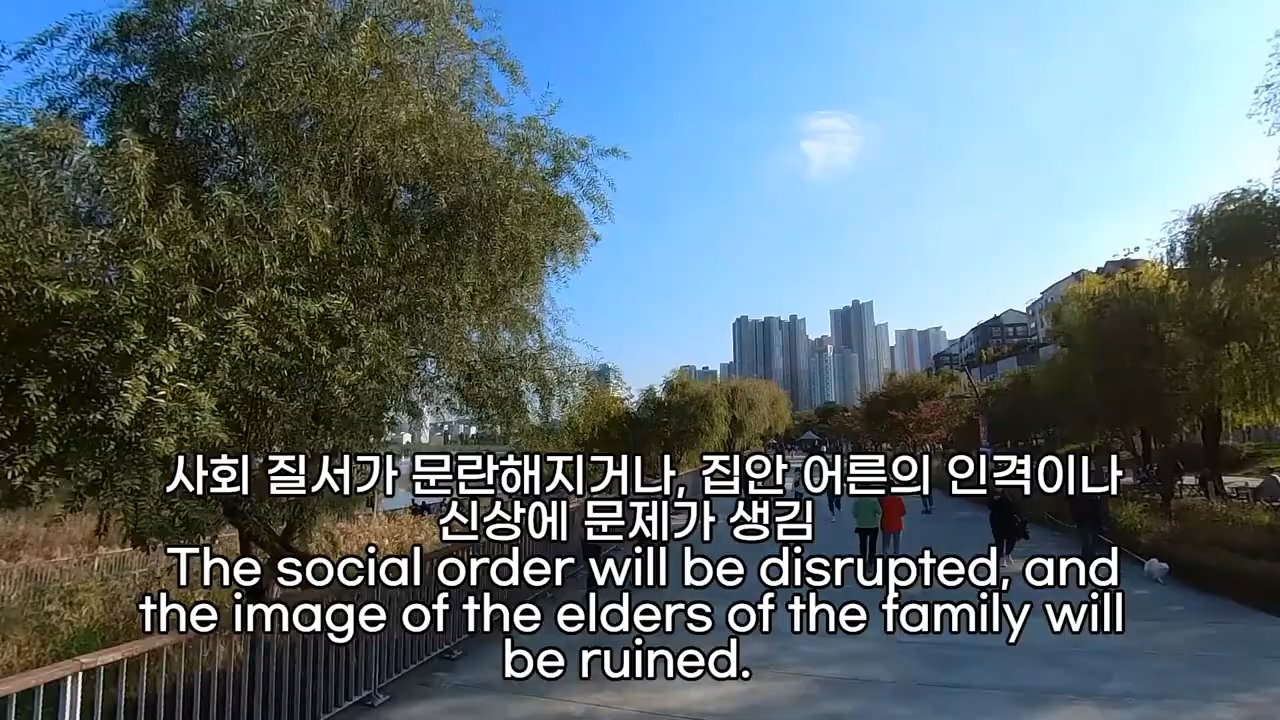 사회 질서가 문란해지거나, 집안 어른의 인격이나
신상에 문제가 생김
The social order will be disrupted, and
the image of the elders of the family will
be ruined.